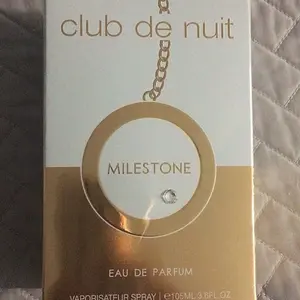 club de nuit
MILESTONE
EAU DE PARFUM
VAPORISATEUR SPRAY | ℮105ML 3.6FL.OZ